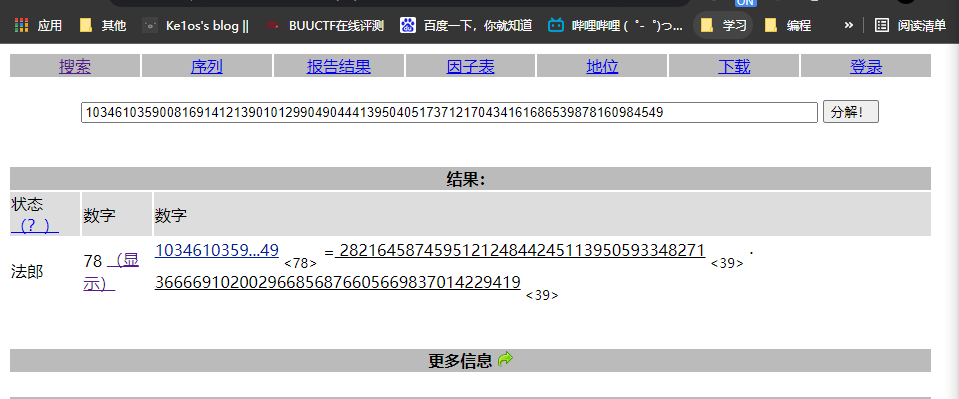 ON
应用 其他 Ke1os's blog || BUUCTF在线评测 百度一下，你就知道 哔哩哔哩 ( ゜- ゜)つ... 学习 编程 » 阅读清单
搜索 序列 报告结果 因子表 地位 下载 登录
103461035900816914121390101299049044413950405173712170434161686539878160984549 分解！
结果：
状态（？） 数字 数字
法郎 78（显示） 1034610359...49 <78> = 282164587459512124844245113950593348271 <39> ·
366669102002966856876605669837014229419 <39>
更多信息